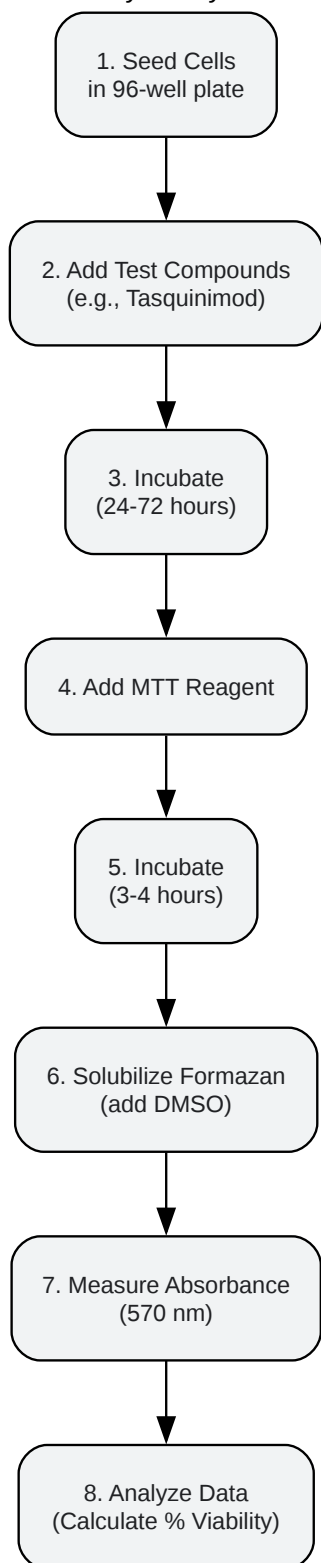 1. Seed Cells
in 96-well plate
2. Add Test Compounds
(e.g., Tasquinimod)
3. Incubate
(24-72 hours)
4. Add MTT Reagent
5. Incubate
(3-4 hours)
6. Solubilize Formazan
(add DMSO)
7. Measure Absorbance
(570 nm)
8. Analyze Data
(Calculate % Viability)